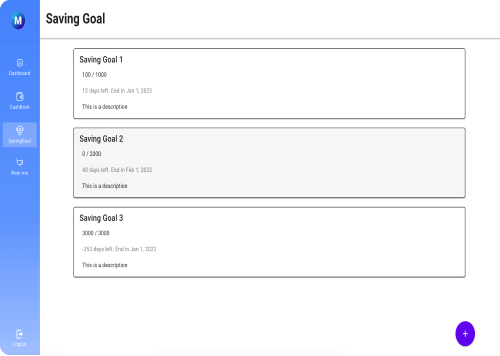 M
Saving Goal
Dashboard
CashBook
SavingGoal
Near me
Logout
Saving Goal 1
100 / 1000
12 days left. End in Jan 1, 2023
This is a description
Saving Goal 2
0 / 2000
43 days left. End in Feb 1, 2023
This is a description
Saving Goal 3
3000 / 3000
-353 days left. End in Jan 1, 2022
This is a description
+